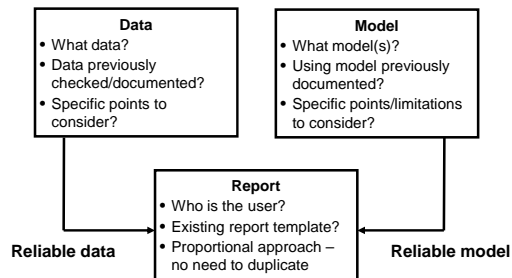 Data
• What data?
• Data previously
checked/documented?
• Specific points to
consider?
Model
• What model(s)?
• Using model previously
documented?
• Specific points/limitations
to consider?
Report
• Who is the user?
• Existing report template?
• Proportional approach –
no need to duplicate
Reliable data
Reliable model